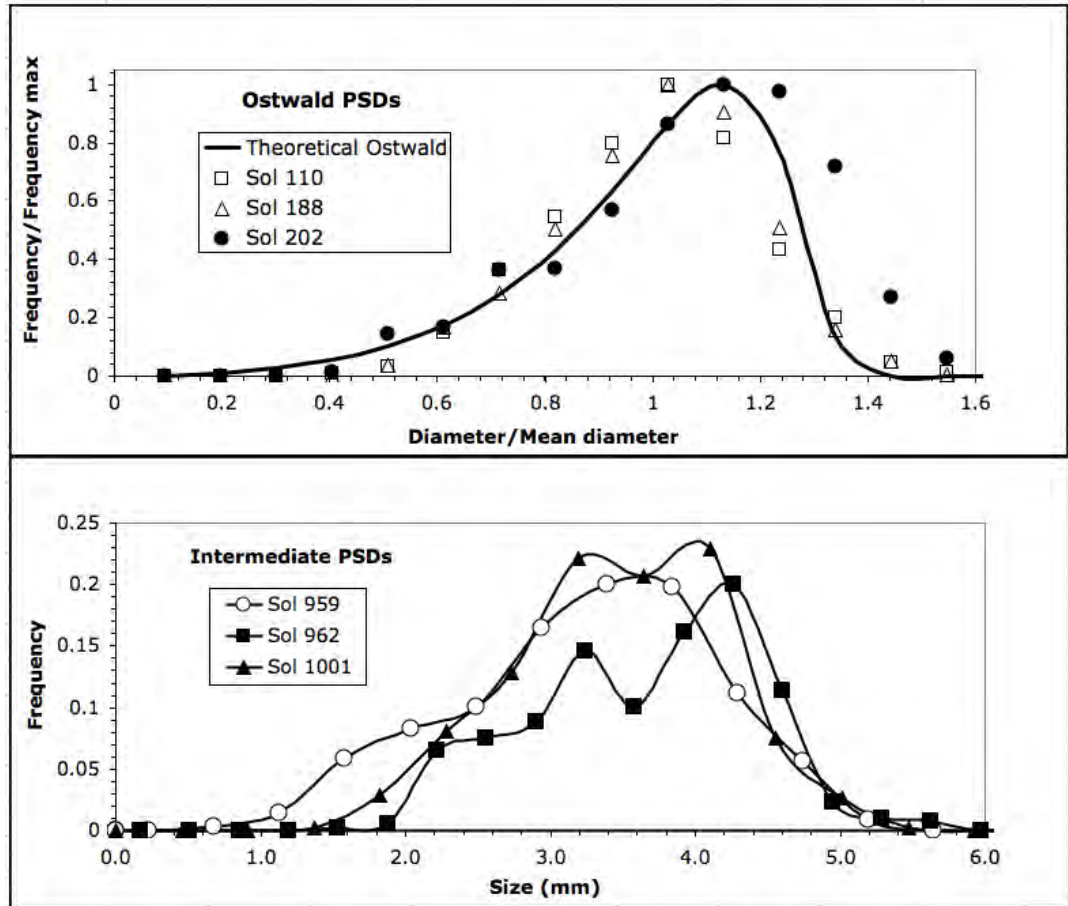 Frequency/Frequency max
1
0.8
0.6
0.4
0.2
0
Ostwald PSDs
Theoretical Ostwald
Sol 110
Sol 188
Sol 202
0 0.2 0.4 0.6 0.8 1 1.2 1.4 1.6
Diameter/Mean diameter
Frequency
0.25
0.2
0.15
0.1
0.05
0
Intermediate PSDs
Sol 959
Sol 962
Sol 1001
0.0 1.0 2.0 3.0 4.0 5.0 6.0
Size (mm)